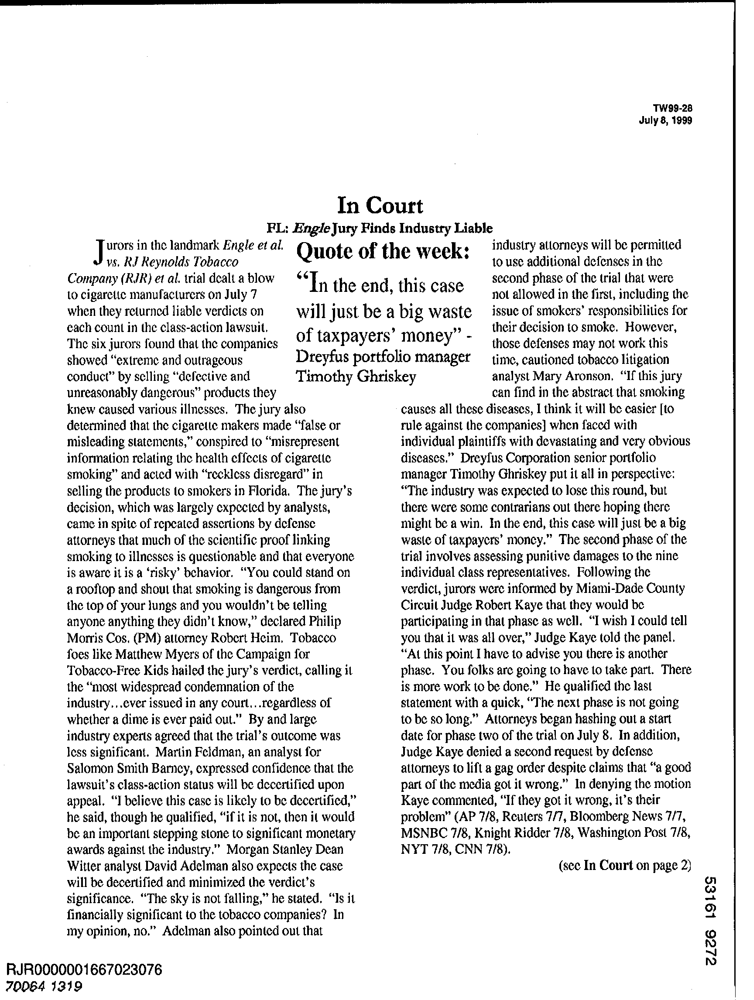 TW99-28
July 8, 1999
In Court
FL: Engle Jury Finds Industry Liable
Jurors in the landmark Engle et al.
vs. RJ Reynolds Tobacco
Company (RJR) et al. trial dealt a blow
to cigarette manufacturers on July 7
when they returned liable verdicts on
each count in the class-action lawsuit.
The six jurors found that the companies
showed “extreme and outrageous
conduct” by selling “defective and
unreasonably dangerous” products they
knew caused various illnesses. The jury also
determined that the cigarette makers made “false or
misleading statements,” conspired to “misrepresent
information relating the health effects of cigarette
smoking” and acted with “reckless disregard” in
selling the products to smokers in Florida. The jury’s
decision, which was largely expected by analysts,
came in spite of repeated assertions by defense
attorneys that much of the scientific proof linking
smoking to illnesses is questionable and that everyone
is aware it is a ‘risky’ behavior. “You could stand on
a rooftop and shout that smoking is dangerous from
the top of your lungs and you wouldn’t be telling
anyone anything they didn’t know,” declared Philip
Morris Cos. (PM) attorney Robert Heim. Tobacco
foes like Matthew Myers of the Campaign for
Tobacco-Free Kids hailed the jury’s verdict, calling it
the “most widespread condemnation of the
industry…ever issued in any court…regardless of
whether a dime is ever paid out.” By and large
industry experts agreed that the trial’s outcome was
less significant. Martin Feldman, an analyst for
Salomon Smith Barney, expressed confidence that the
lawsuit’s class-action status will be decertified upon
appeal. “I believe this case is likely to be decertified,”
he said, though he qualified, “if it is not, then it would
be an important stepping stone to significant monetary
awards against the industry.” Morgan Stanley Dean
Witter analyst David Adelman also expects the case
will be decertified and minimized the verdict’s
significance. “The sky is not falling,” he stated. “Is it
financially significant to the tobacco companies? In
my opinion, no.” Adelman also pointed out that
Quote of the week:
“In the end, this case
will just be a big waste
of taxpayers’ money” -
Dreyfus portfolio manager
Timothy Ghriskey
industry attorneys will be permitted
to use additional defenses in the
second phase of the trial that were
not allowed in the first, including the
issue of smokers’ responsibilities for
their decision to smoke. However,
those defenses may not work this
time, cautioned tobacco litigation
analyst Mary Aronson. “If this jury
can find in the abstract that smoking
causes all these diseases, I think it will be easier [to
rule against the companies] when faced with
individual plaintiffs with devastating and very obvious
diseases.” Dreyfus Corporation senior portfolio
manager Timothy Ghriskey put it all in perspective:
“The industry was expected to lose this round, but
there were some contrarians out there hoping there
might be a win. In the end, this case will just be a big
waste of taxpayers’ money.” The second phase of the
trial involves assessing punitive damages to the nine
individual class representatives. Following the
verdict, jurors were informed by Miami-Dade County
Circuit Judge Robert Kaye that they would be
participating in that phase as well. “I wish I could tell
you that it was all over,” Judge Kaye told the panel.
“At this point I have to advise you there is another
phase. You folks are going to have to take part. There
is more work to be done.” He qualified the last
statement with a quick, “The next phase is not going
to be so long.” Attorneys began hashing out a start
date for phase two of the trial on July 8. In addition,
Judge Kaye denied a second request by defense
attorneys to lift a gag order despite claims that “a good
part of the media got it wrong.” In denying the motion
Kaye commented, “If they got it wrong, it’s their
problem” (AP 7/8, Reuters 7/7, Bloomberg News 7/7,
MSNBC 7/8, Knight Ridder 7/8, Washington Post 7/8,
NYT 7/8, CNN 7/8).
(see In Court on page 2)
53161 9272
RJR0000001667023076
70064 1319